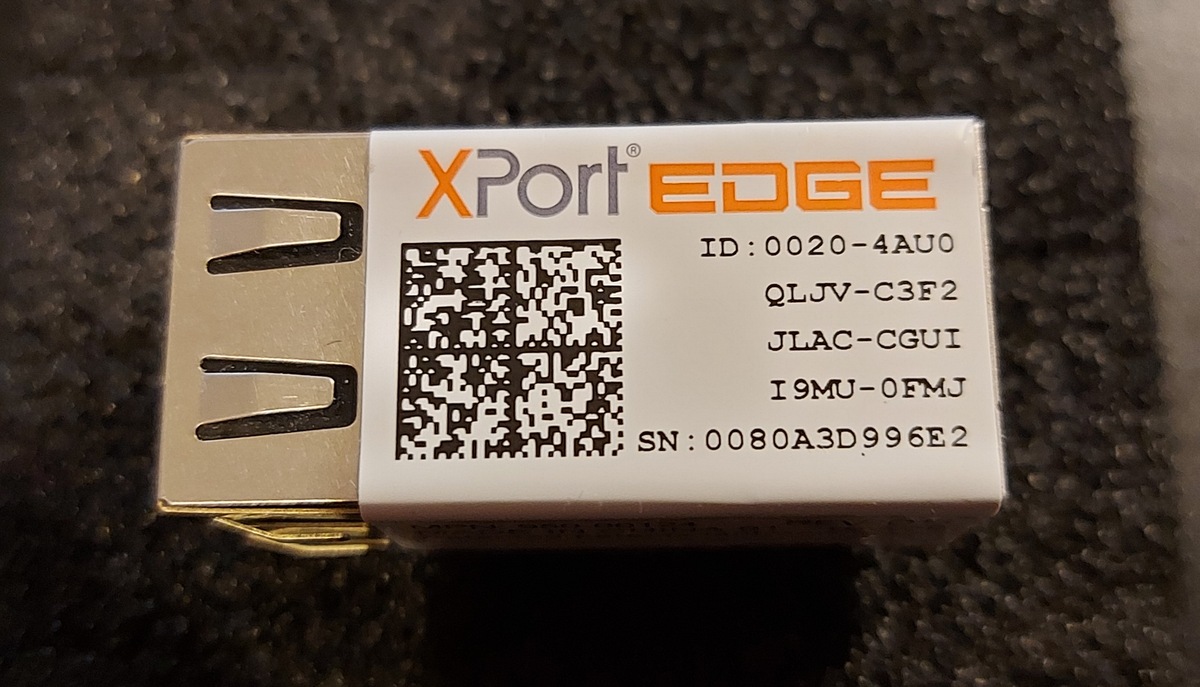 XPort® EDGE
ID:0020-4AU0
QLJV-C3F2
JLAC-CGUI
I9MU-0FMJ
SN:0080A3D996E2